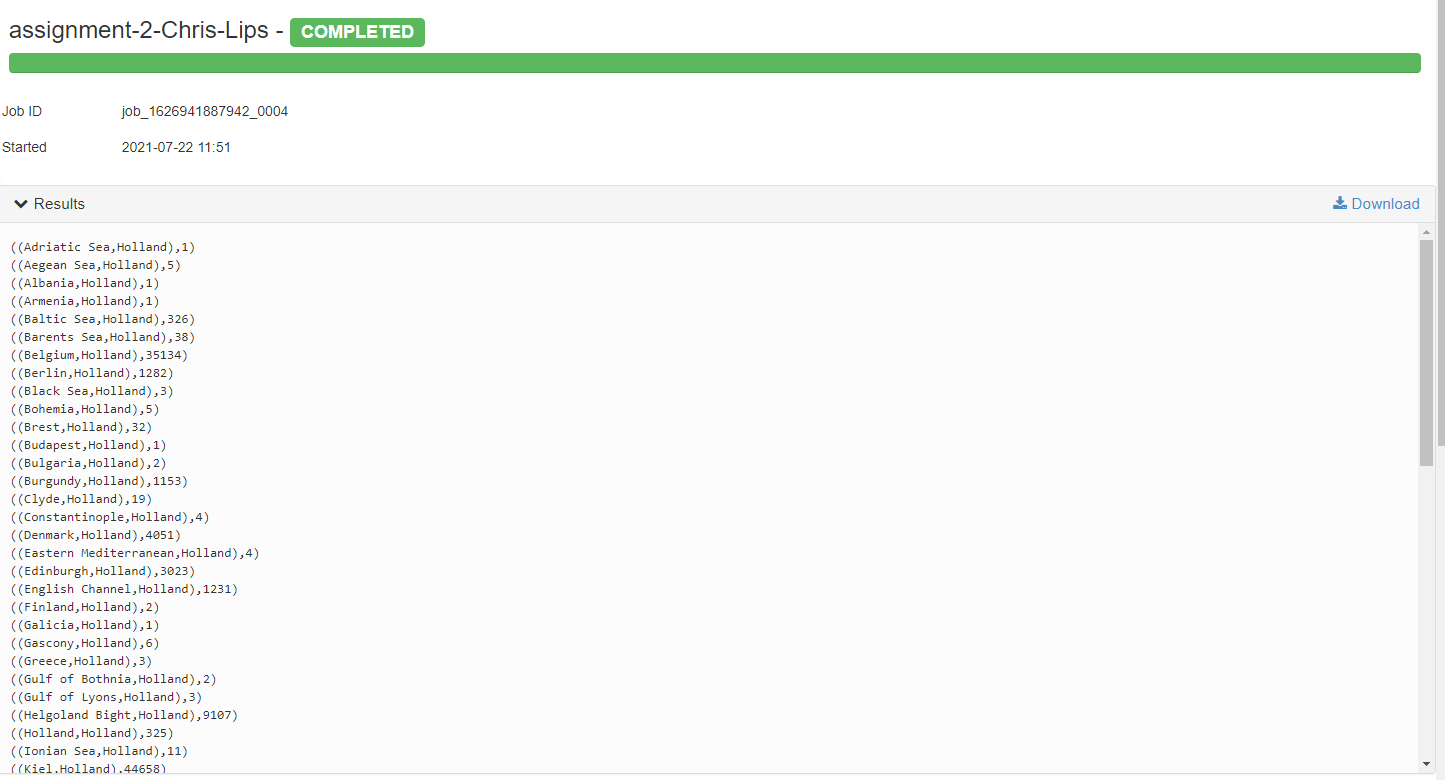 assignment-2-Chris-Lips - COMPLETED
Job ID job_1626941887942_0004
Started 2021-07-22 11:51
Results Download
((Adriatic Sea,Holland),1)
((Aegean Sea,Holland),5)
((Albania,Holland),1)
((Armenia,Holland),1)
((Baltic Sea,Holland),326)
((Barents Sea,Holland),38)
((Belgium,Holland),35134)
((Berlin,Holland),1282)
((Black Sea,Holland),3)
((Bohemia,Holland),5)
((Brest,Holland),32)
((Budapest,Holland),1)
((Bulgaria,Holland),2)
((Burgundy,Holland),1153)
((Clyde,Holland),19)
((Constantinople,Holland),4)
((Denmark,Holland),4051)
((Eastern Mediterranean,Holland),4)
((Edinburgh,Holland),3023)
((English Channel,Holland),1231)
((Finland,Holland),2)
((Galicia,Holland),1)
((Gascony,Holland),6)
((Greece,Holland),3)
((Gulf of Bothnia,Holland),2)
((Gulf of Lyons,Holland),3)
((Helgoland Bight,Holland),9107)
((Holland,Holland),325)
((Ionian Sea,Holland),11)
((Kiel,Holland),44658)